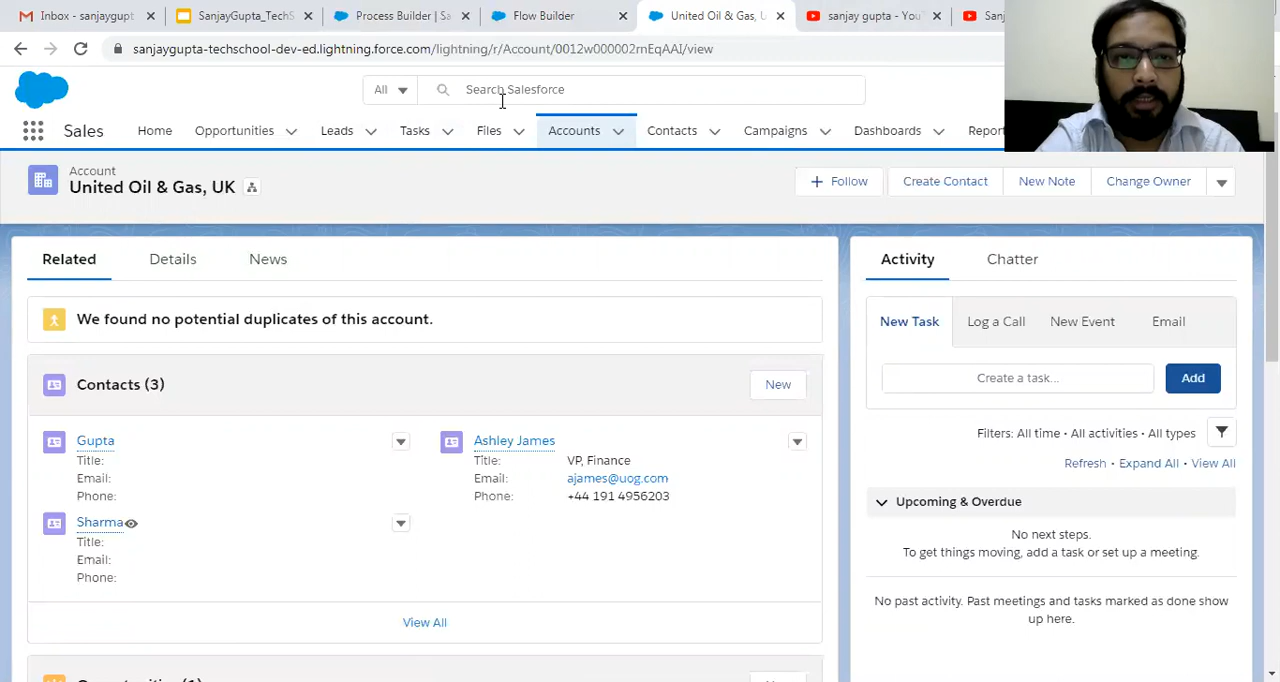 Inbox - sanjaygupt
SanjayGupta_TechS
Process Builder | Sa
Flow Builder
United Oil & Gas, U
sanjay gupta - You
San
sanjaygupta-techschool-dev-ed.lightning.force.com/lightning/r/Account/0012w000002rnEqAAI/view
All
Search Salesforce
Sales
Home
Opportunities
Leads
Tasks
Files
Accounts
Contacts
Campaigns
Dashboards
Report
Account
United Oil & Gas, UK
Follow
Create Contact
New Note
Change Owner
Related
Details
News
We found no potential duplicates of this account.
Contacts (3)
New
Gupta
Title:
Email:
Phone:
Ashley James
Title: VP, Finance
Email: ajames@uog.com
Phone: +44 191 4956203
Sharma
Title:
Email:
Phone:
View All
Activity
Chatter
New Task
Log a Call
New Event
Email
Create a task...
Add
Filters: All time • All activities • All types
Refresh • Expand All • View All
Upcoming & Overdue
No next steps.
To get things moving, add a task or set up a meeting.
No past activity. Past meetings and tasks marked as done show
up here.